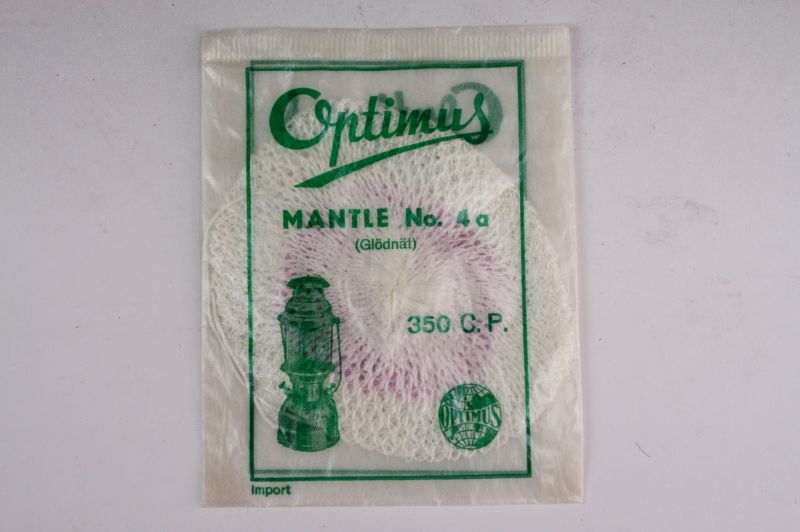 Optimus
MANTLE No. 4a
(Glödnät)
350 C. P.
OPTIMUS
Import